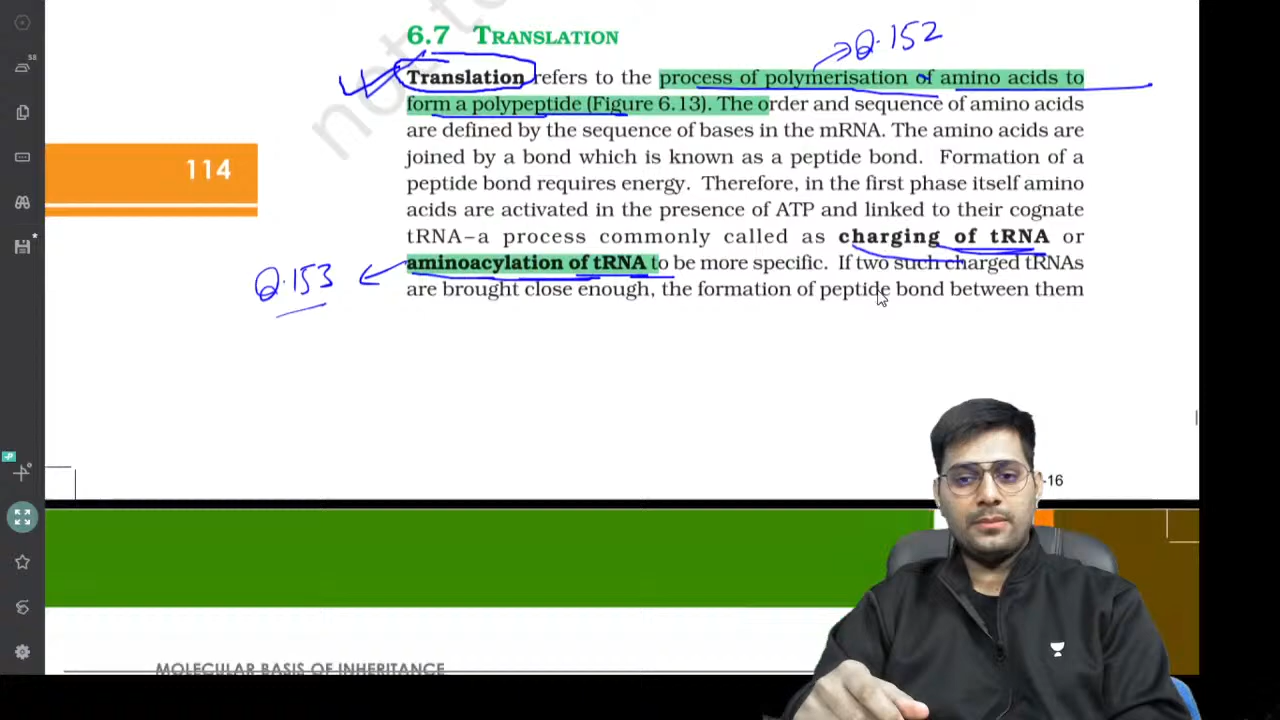 6.7 TRANSLATION
Q.152
Translation refers to the process of polymerisation of amino acids to
form a polypeptide (Figure 6.13). The order and sequence of amino acids
are defined by the sequence of bases in the mRNA. The amino acids are
joined by a bond which is known as a peptide bond. Formation of a
peptide bond requires energy. Therefore, in the first phase itself amino
acids are activated in the presence of ATP and linked to their cognate
tRNA–a process commonly called as charging of tRNA or
aminoacylation of tRNA to be more specific. If two such charged tRNAs
are brought close enough, the formation of peptide bond between them
114
Q.153
not to
-16
MOLECULAR BASIS OF INHERITANCE
58